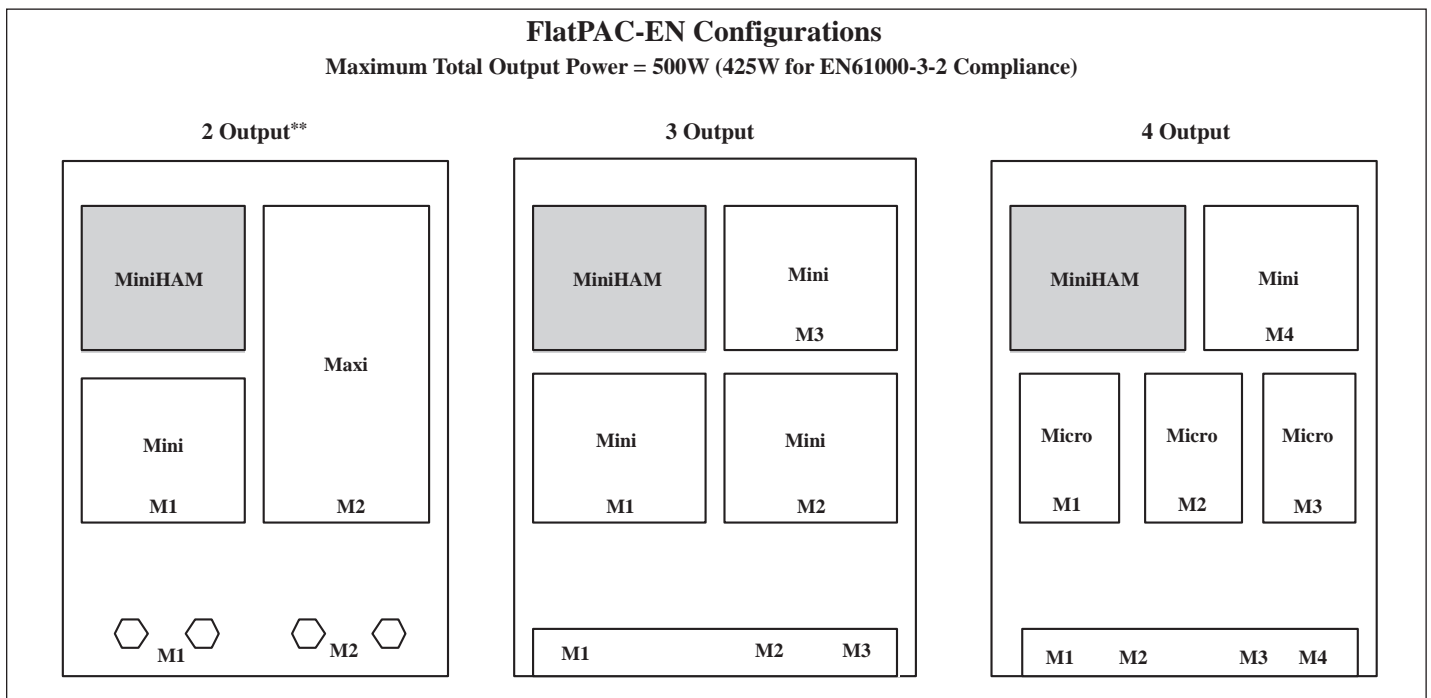 FlatPAC-EN Configurations
Maximum Total Output Power = 500W (425W for EN61000-3-2 Compliance)
2 Output**
MiniHAM
Maxi
Mini
M1
M2
M1
M2
3 Output
MiniHAM
Mini
M3
Mini
Mini
M1
M2
M1 M2 M3
4 Output
MiniHAM
Mini
M4
Micro
Micro
Micro
M1
M2
M3
M1 M2 M3 M4